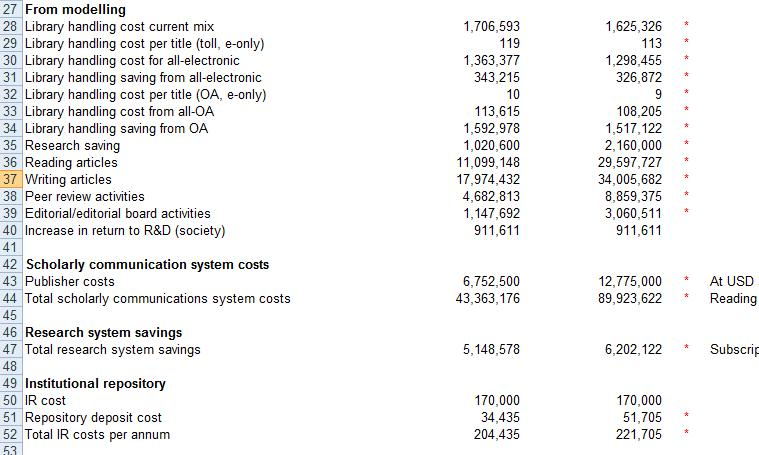 27 From modelling
28 Library handling cost current mix 1,706,593 1,625,326 *
29 Library handling cost per title (toll, e-only) 119 113 *
30 Library handling cost for all-electronic 1,363,377 1,298,455 *
31 Library handling saving from all-electronic 343,215 326,872 *
32 Library handling cost per title (OA, e-only) 10 9 *
33 Library handling cost from all-OA 113,615 108,205 *
34 Library handling saving from OA 1,592,978 1,517,122 *
35 Research saving 1,020,600 2,160,000 *
36 Reading articles 11,099,148 29,597,727 *
37 Writing articles 17,974,432 34,005,682 *
38 Peer review activities 4,682,813 8,859,375 *
39 Editorial/editorial board activities 1,147,692 3,060,511 *
40 Increase in return to R&D (society) 911,611 911,611
41
42 Scholarly communication system costs
43 Publisher costs 6,752,500 12,775,000 * At USD
44 Total scholarly communications system costs 43,363,176 89,923,622 * Reading
45
46 Research system savings
47 Total research system savings 5,148,578 6,202,122 * Subscrip
48
49 Institutional repository
50 IR cost 170,000 170,000
51 Repository deposit cost 34,435 51,705 *
52 Total IR costs per annum 204,435 221,705 *
53